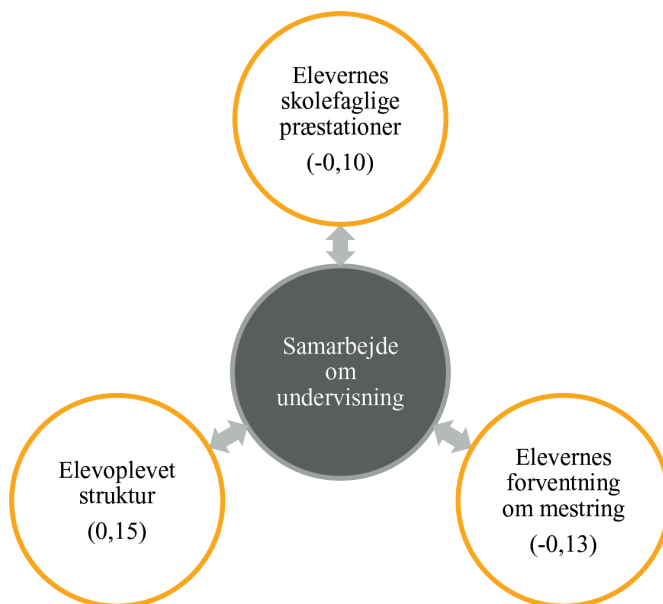 Elevernes
skolefaglige
præstationer
(-0,10)
Samarbejde
om
undervisning
Elevoplevet
struktur
(0,15)
Elevernes
forventning
om mestring
(-0,13)